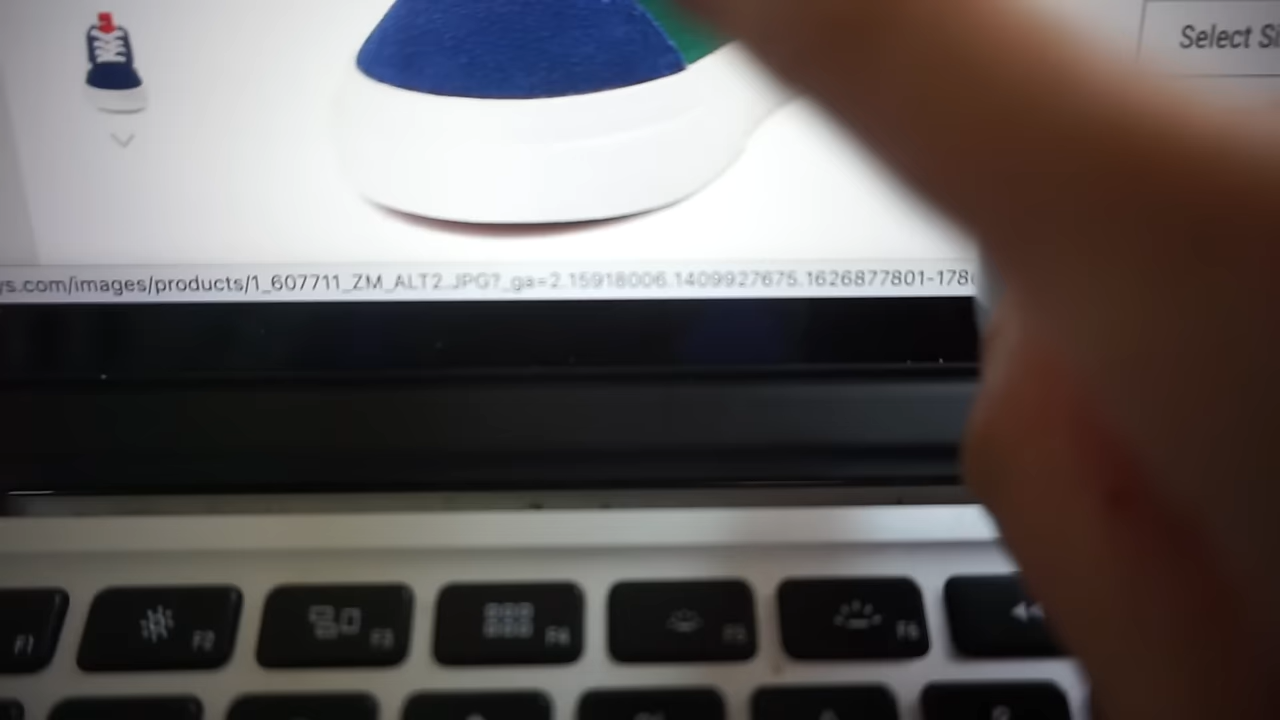 Select Si
ys.com/images/products/1_607711_ZM_ALT2.JPG?_ga=2.15918006.1409927675.1626877801-178
F1
F2
F3
F4
F5
F6